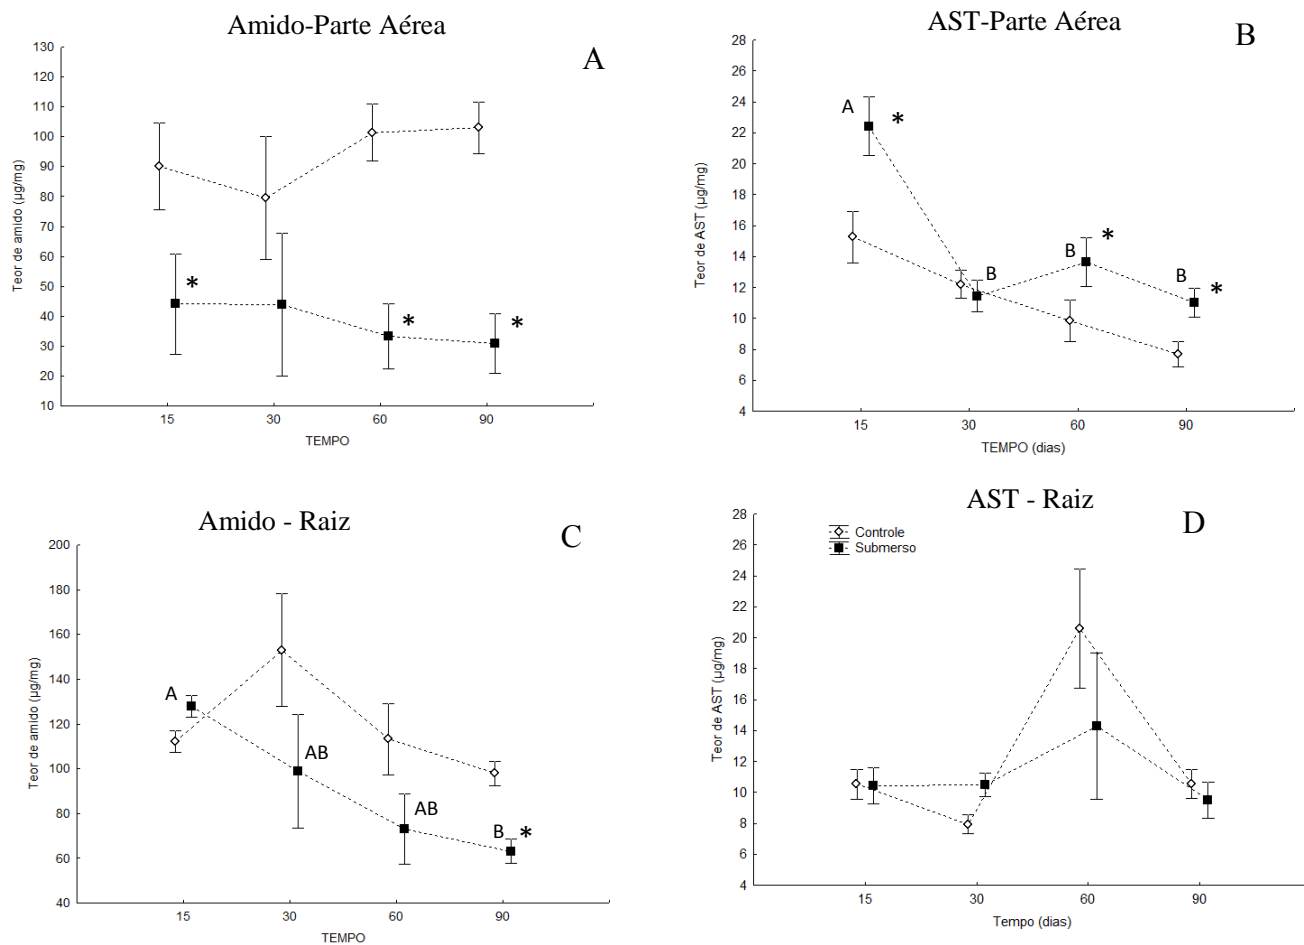 Amido-Parte Aérea
A
Teor de amido (µg/mg)
130
120
110
100
90
80
70
60
50
40
30
20
10
*
*
*
15 30 60 90
TEMPO
AST-Parte Aérea
B
Teor de AST (µg/mg)
28
26
24
22
20
18
16
14
12
10
8
6
4
A *
B
B *
B *
15 30 60 90
TEMPO (dias)
Amido - Raiz
C
Teor de amido (µg/mg)
200
180
160
140
120
100
80
60
40
A
AB
AB
B *
15 30 60 90
TEMPO
AST - Raiz
D
Controle
Submerso
Teor de AST (µg/mg)
28
26
24
22
20
18
16
14
12
10
8
6
4
15 30 60 90
Tempo (dias)